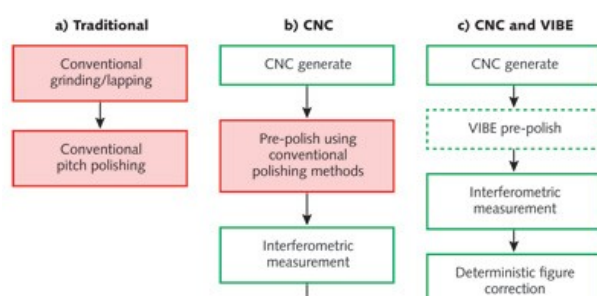 a) Traditional
Conventional
grinding/lapping
Conventional
pitch polishing
b) CNC
CNC generate
Pre-polish using
conventional
polishing methods
Interferometric
measurement
c) CNC and VIBE
CNC generate
VIBE pre-polish
Interferometric
measurement
Deterministic figure
correction